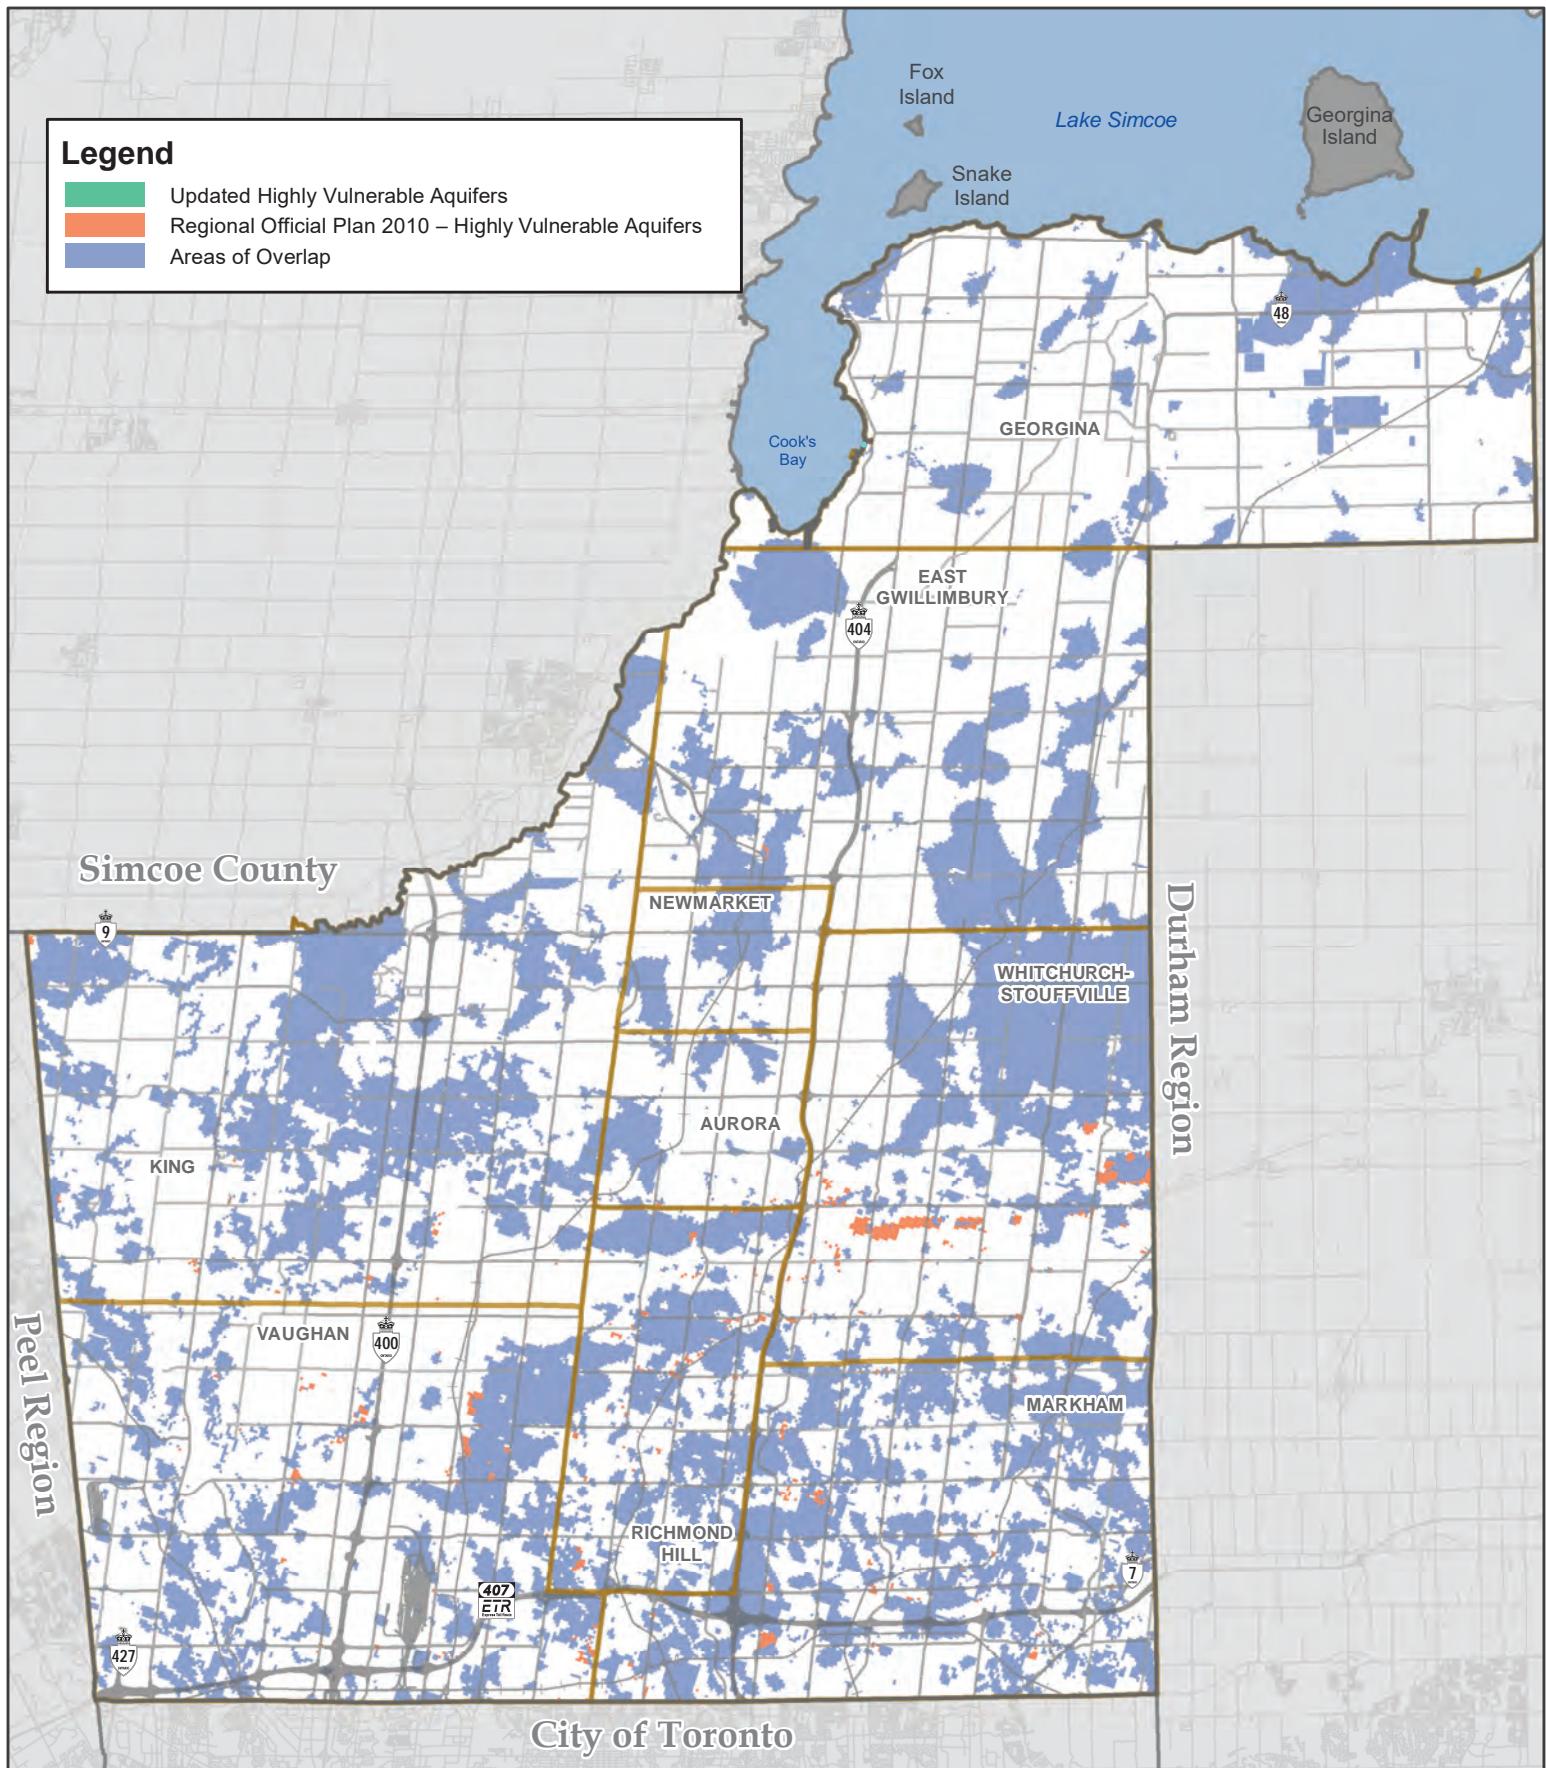 Fox
Island
Lake Simcoe
Georgina
Island
Snake
Island
Legend
Updated Highly Vulnerable Aquifers
Regional Official Plan 2010 – Highly Vulnerable Aquifers
Areas of Overlap
48
GEORGINA
Cook's
Bay
EAST
GWILLIMBURY
404
Simcoe County
NEWMARKET
9
Durham Region
WHITCHURCH-
STOUFFVILLE
AURORA
KING
Peel Region
VAUGHAN
400
MARKHAM
RICHMOND
HILL
7
407
ETR
427
City of Toronto